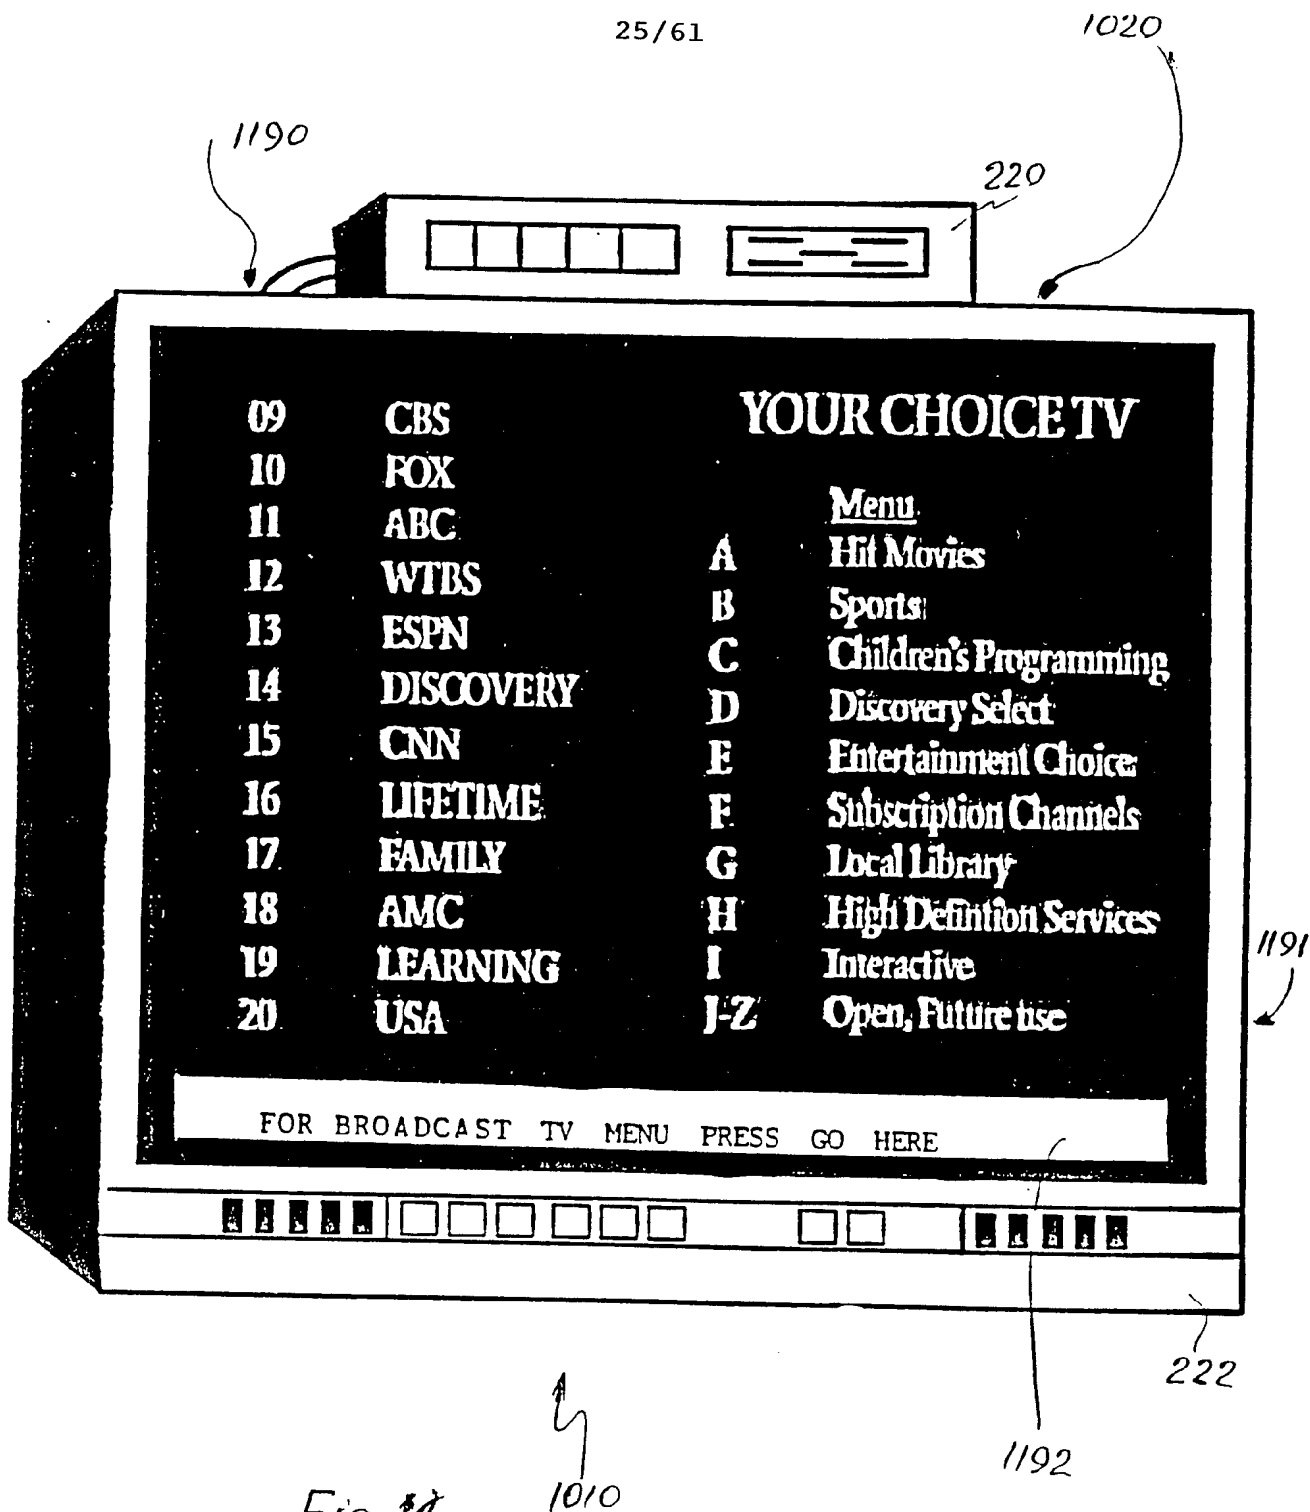 25/61
1020
1190
220
YOUR CHOICE TV
09 CBS
10 FOX
11 ABC
12 WTBS
13 ESPN
14 DISCOVERY
15 CNN
16 LIFETIME
17 FAMILY
18 AMC
19 LEARNING
20 USA
Menu
A Hit Movies
B Sports
C Children's Programming
D Discovery Select
E Entertainment Choice
F Subscription Channels
G Local Library
H High Defintion Services
I Interactive
J-Z Open, Future use
1191
FOR BROADCAST TV MENU PRESS GO HERE
222
1192
1010
Fig.